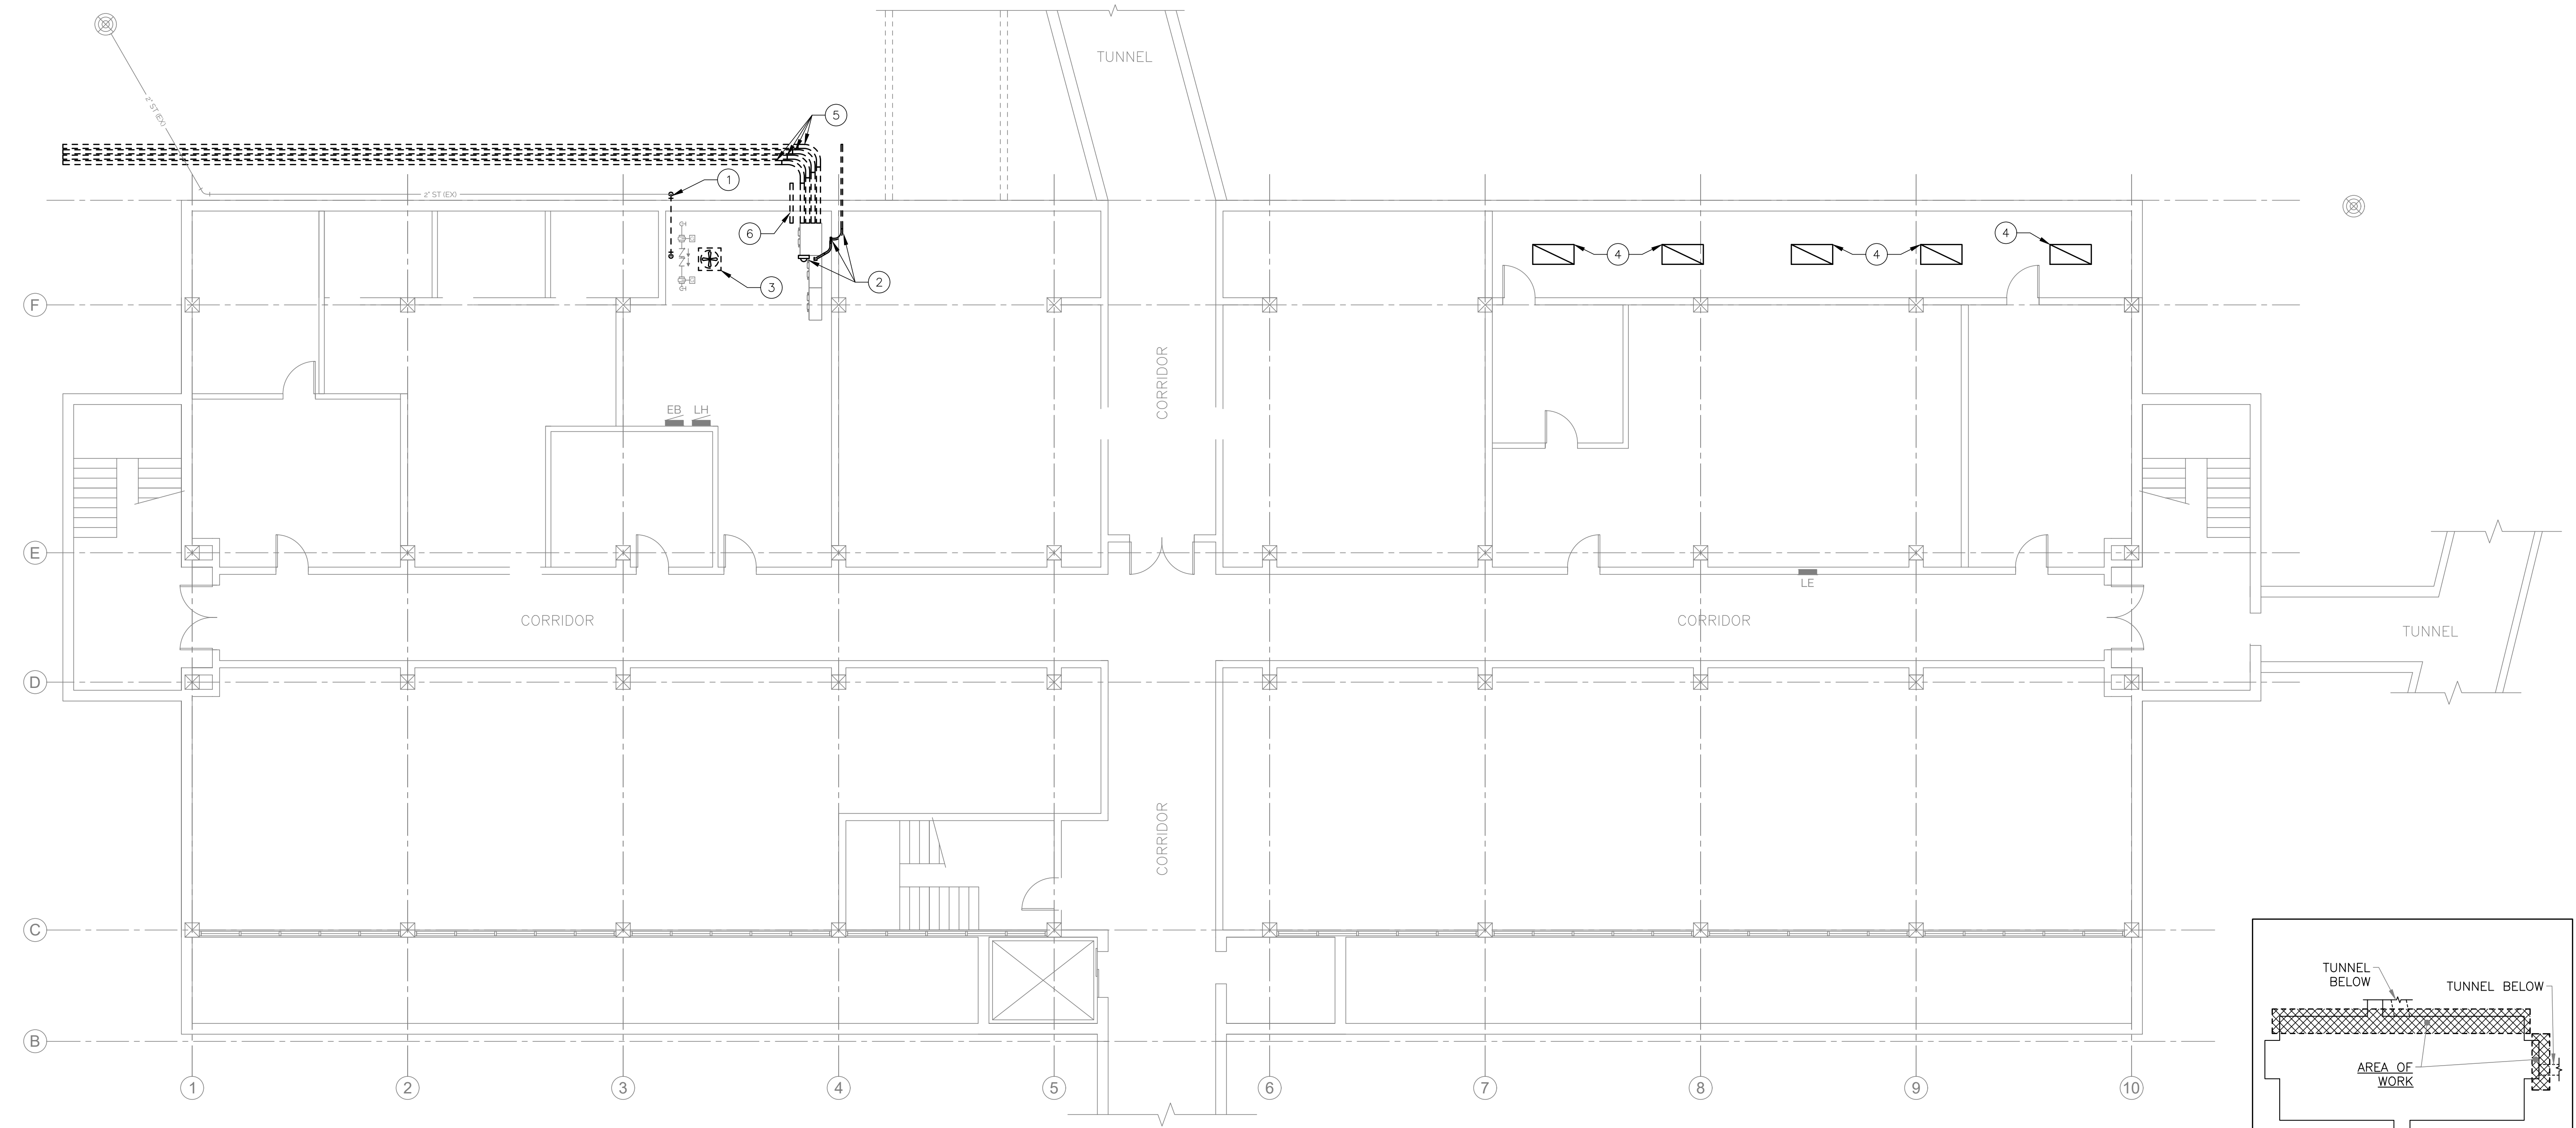 TUNNEL
2" ST (EX)
5
1
2" ST (EX)
6
4
4
4
3
2
F
CORRIDOR
EB LH
E
LE
CORRIDOR
CORRIDOR
TUNNEL
D
CORRIDOR
C
TUNNEL
BELOW
TUNNEL BELOW
B
AREA OF
WORK
1 2 3 4 5 6 7 8 9 10